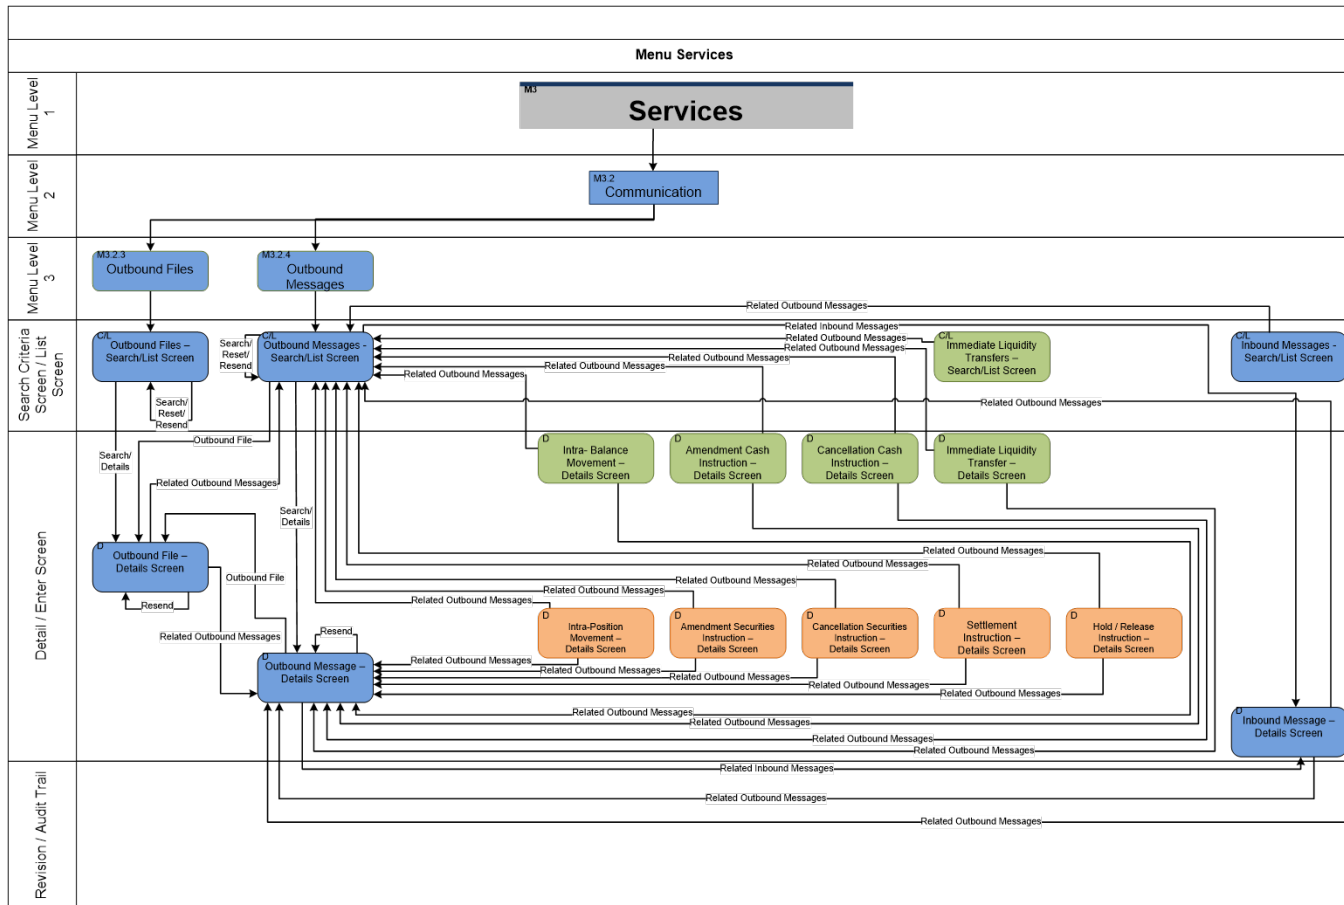 Menu Services
Menu Level
1
M3
Services
Menu Level
2
M3.2
Communication
Menu Level
3
M3.2.3
Outbound Files
M3.2.4
Outbound
Messages
Related Outbound Messages
Search Criteria
Screen / List
Screen
C/L
Outbound Files –
Search/List Screen
Search/
Reset/
Resend
C/L
Outbound Messages -
Search/List Screen
Related Inbound Messages
Related Outbound Messages
Related Outbound Messages
Related Outbound Messages
Related Outbound Messages
Related Outbound Messages
C/L
Immediate Liquidity
Transfers –
Search/List Screen
C/L
Inbound Messages -
Search/List Screen
Search/
Reset/
Resend
Related Outbound Messages
Detail / Enter Screen
Outbound File
Search/
Details
Related Outbound Messages
D
Intra- Balance
Movement –
Details Screen
D
Amendment Cash
Instruction –
Details Screen
D
Cancellation Cash
Instruction –
Details Screen
D
Immediate Liquidity
Transfer –
Details Screen
Search/
Details
D
Outbound File –
Details Screen
Resend
Outbound File
Related Outbound Messages
Related Outbound Messages
Related Outbound Messages
Related Outbound Messages
Related Outbound Messages
D
Intra-Position
Movement –
Details Screen
D
Amendment Securities
Instruction –
Details Screen
D
Cancellation Securities
Instruction –
Details Screen
D
Settlement
Instruction –
Details Screen
D
Hold / Release
Instruction –
Details Screen
Related Outbound Messages
Resend
D
Outbound Message –
Details Screen
Related Outbound Messages
Related Outbound Messages
Related Outbound Messages
Related Outbound Messages
Related Outbound Messages
Related Outbound Messages
Related Outbound Messages
Related Outbound Messages
Related Outbound Messages
D
Inbound Message –
Details Screen
Related Inbound Messages
Revision / Audit Trail
Related Outbound Messages
Related Outbound Messages